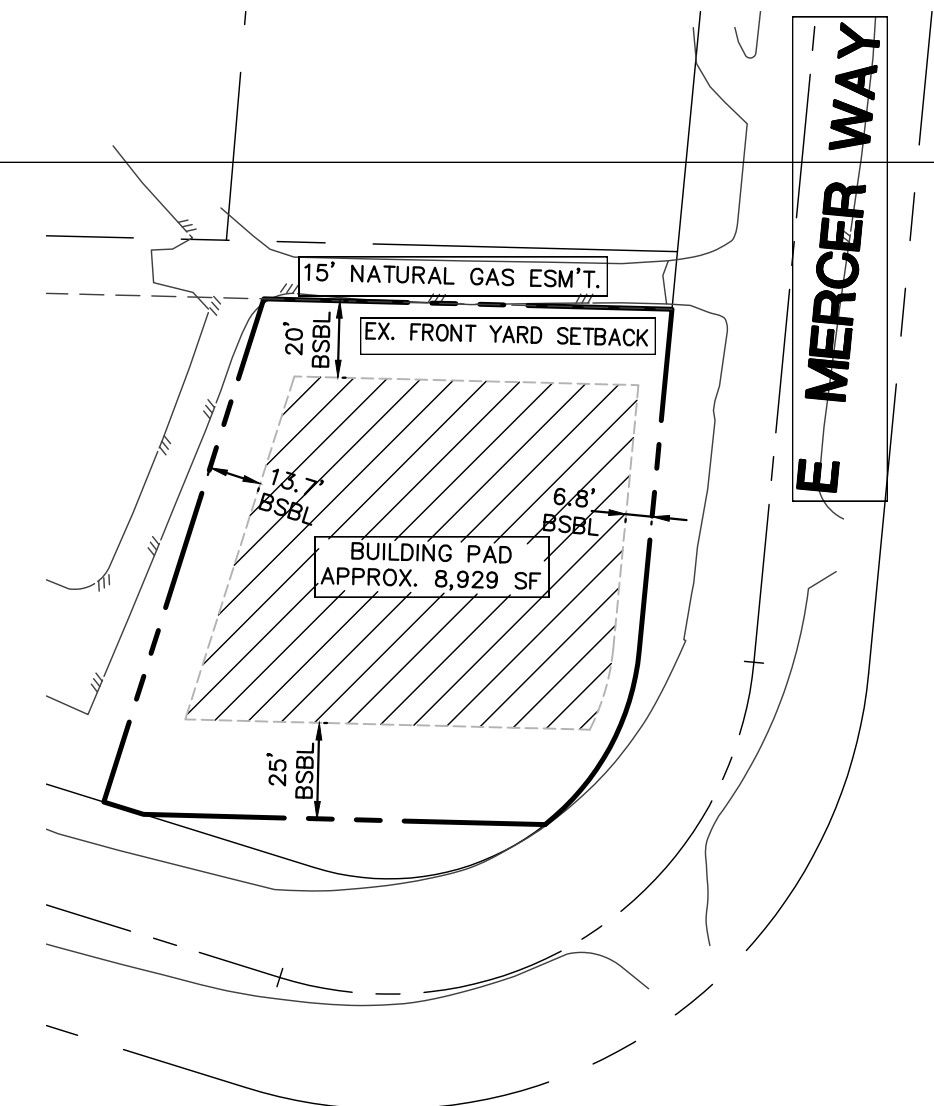 E MERCER WAY
15' NATURAL GAS ESM'T.
20'
BSBL
EX. FRONT YARD SETBACK
13.7'
BSBL
6.8'
BSBL
BUILDING PAD
APPROX. 8,929 SF
25'
BSBL